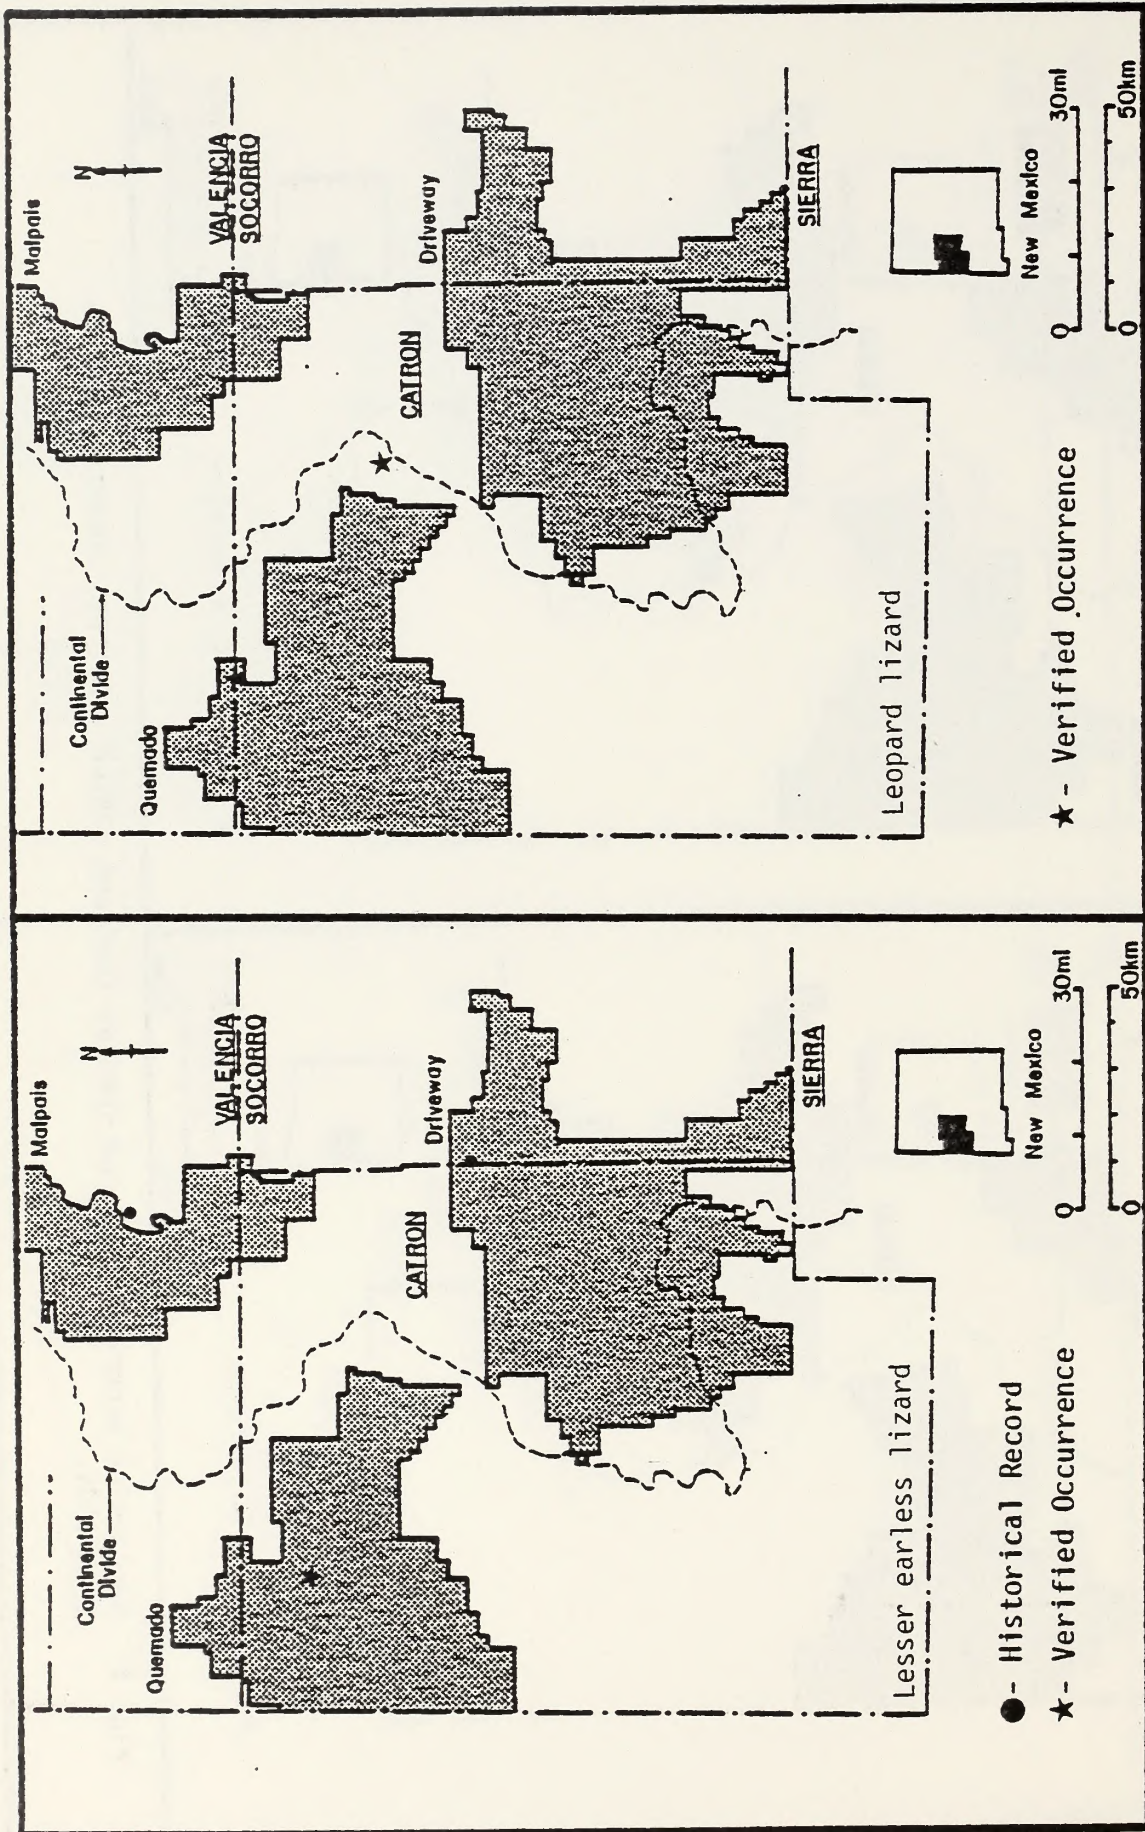 Malpais
N
VALENCIA
SOCORRO
Continental
Divide
Quemado
CATRON
Driveway
SIERRA
Lesser earless lizard
New Mexico
0 30mi
0 50km
● - Historical Record
★ - Verified Occurrence
Malpais
N
VALENCIA
SOCORRO
Continental
Divide
Quemado
CATRON
Driveway
SIERRA
Leopard lizard
New Mexico
0 30mi
0 50km
★ - Verified Occurrence